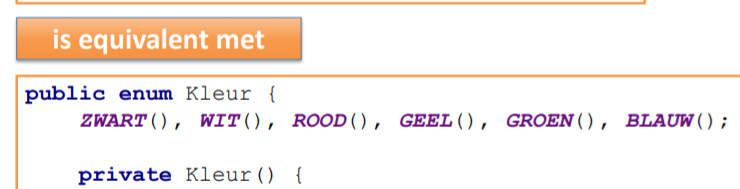 is equivalent met
public enum Kleur {
ZWART(), WIT(), ROOD(), GEEL(), GROEN(), BLAUW();
private Kleur() {